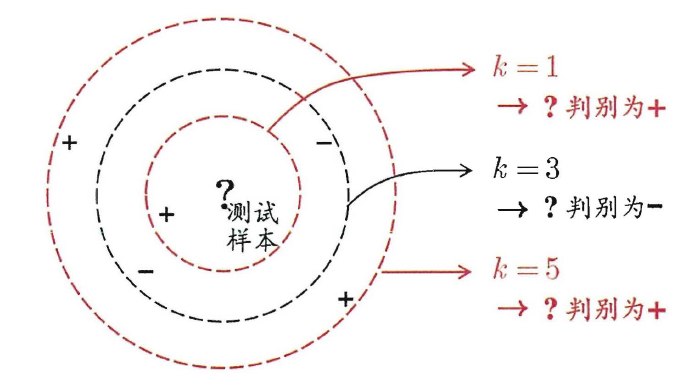 k = 1
→ ? 判别为+
+
−
k = 3
→ ? 判别为−
?
+
测试
样本
−
+
k = 5
→ ? 判别为+